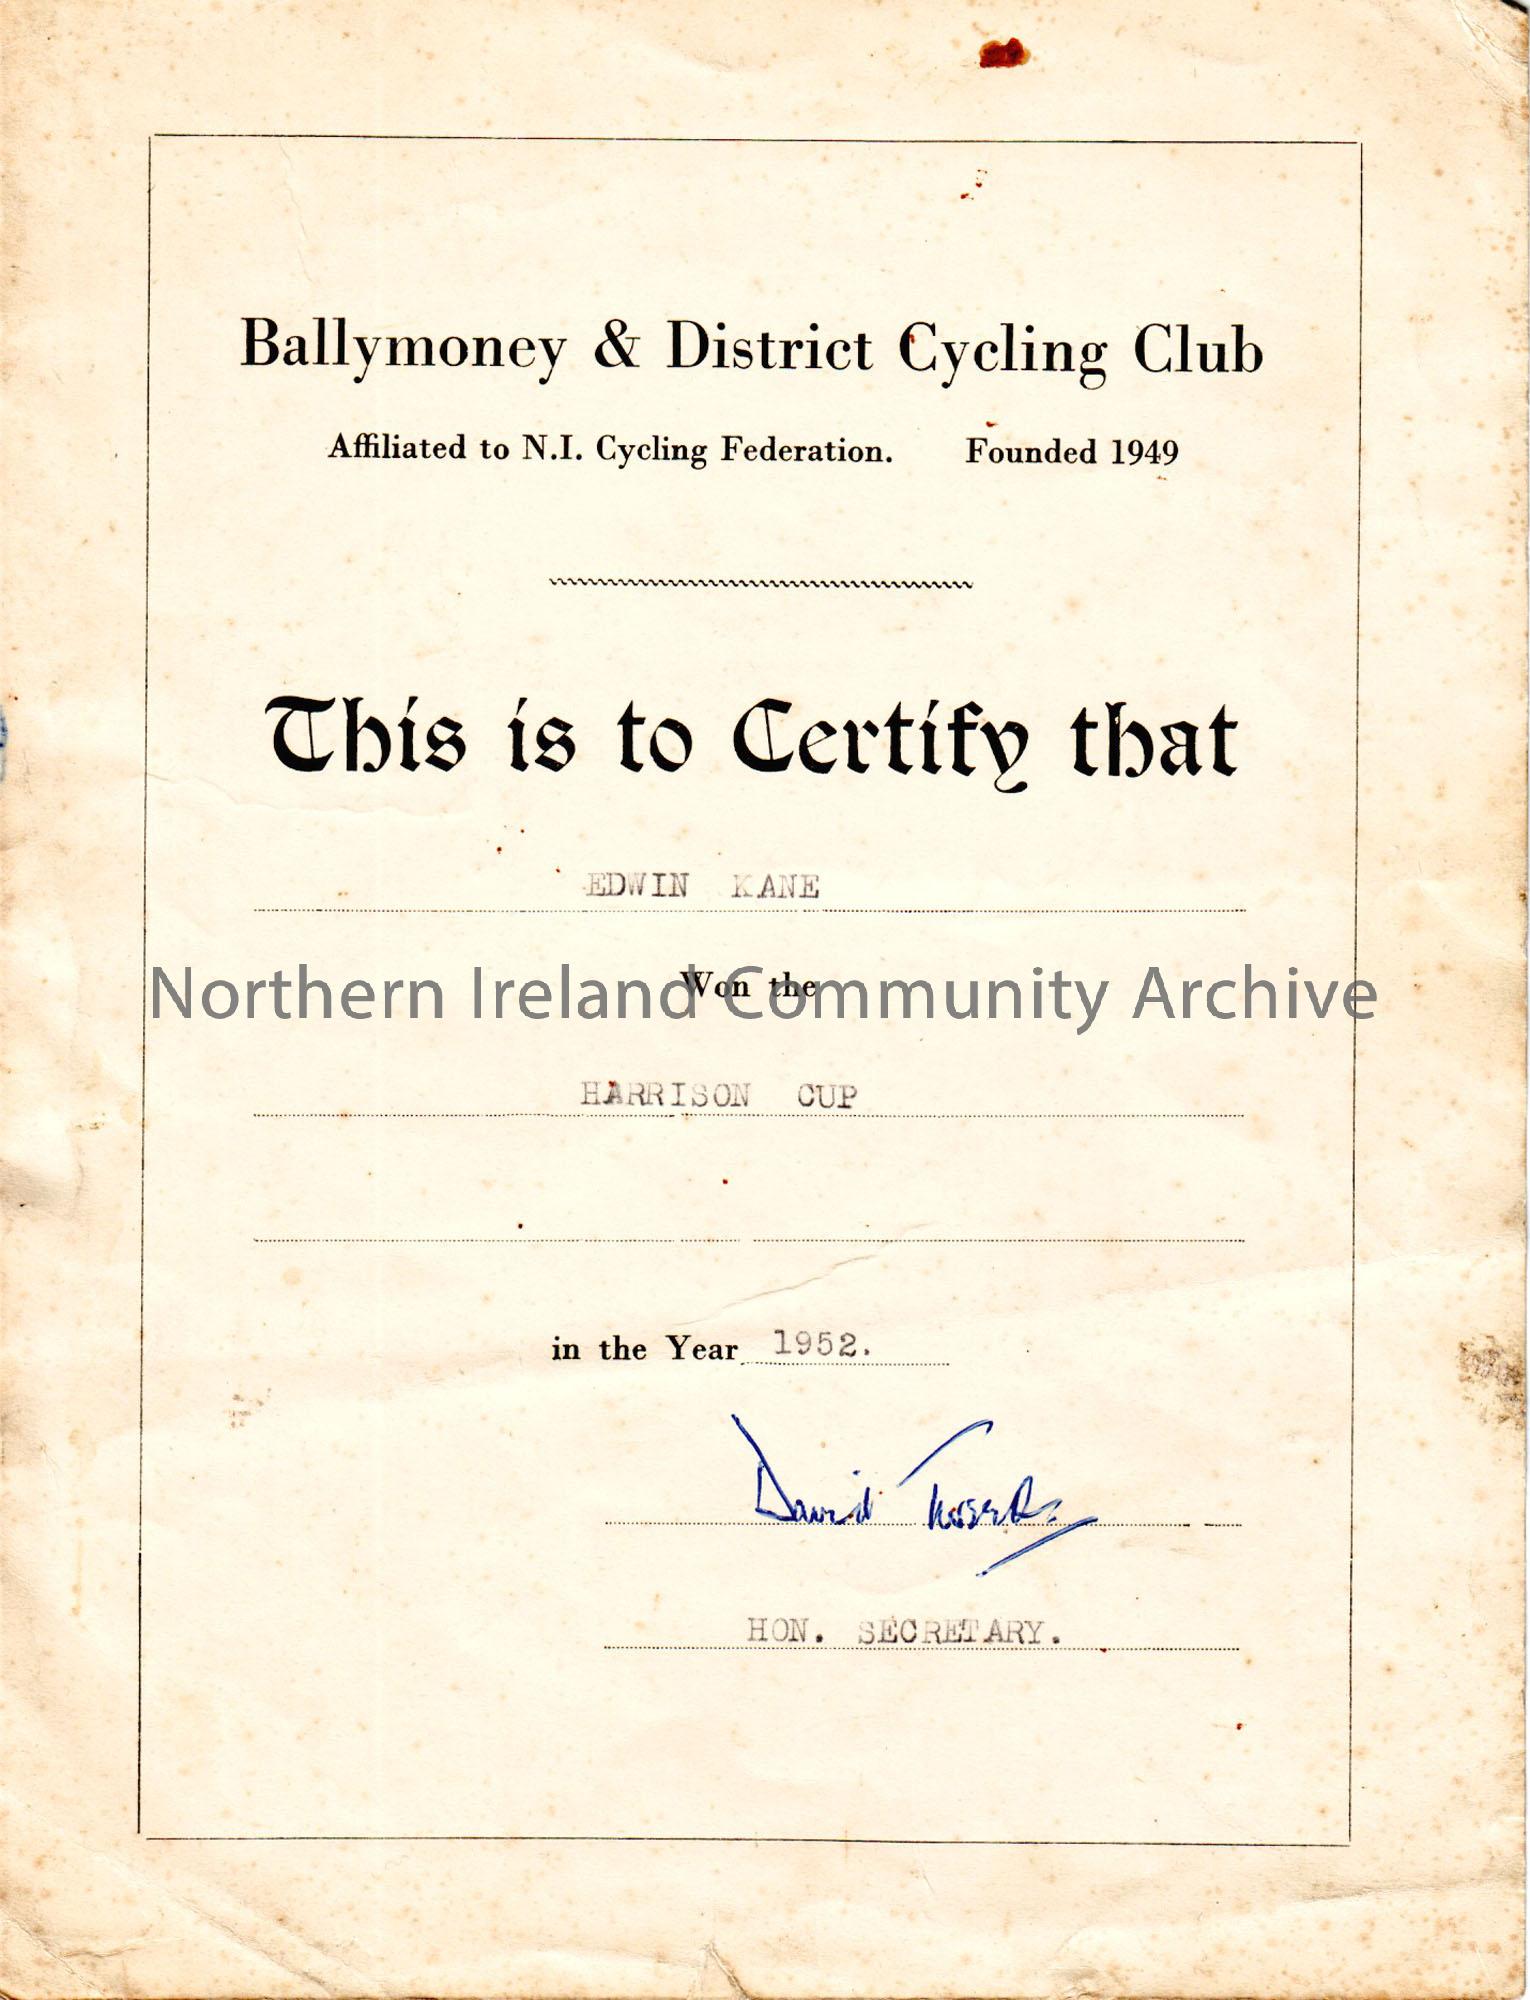 Ballymoney & District Cycling Club
Affiliated to N.I. Cycling Federation. Founded 1949
This is to Certify that
EDWIN KANE
Won the
Northern Ireland Community Archive
HARRISON CUP
in the Year 1952.
David
HON. SECRETARY.